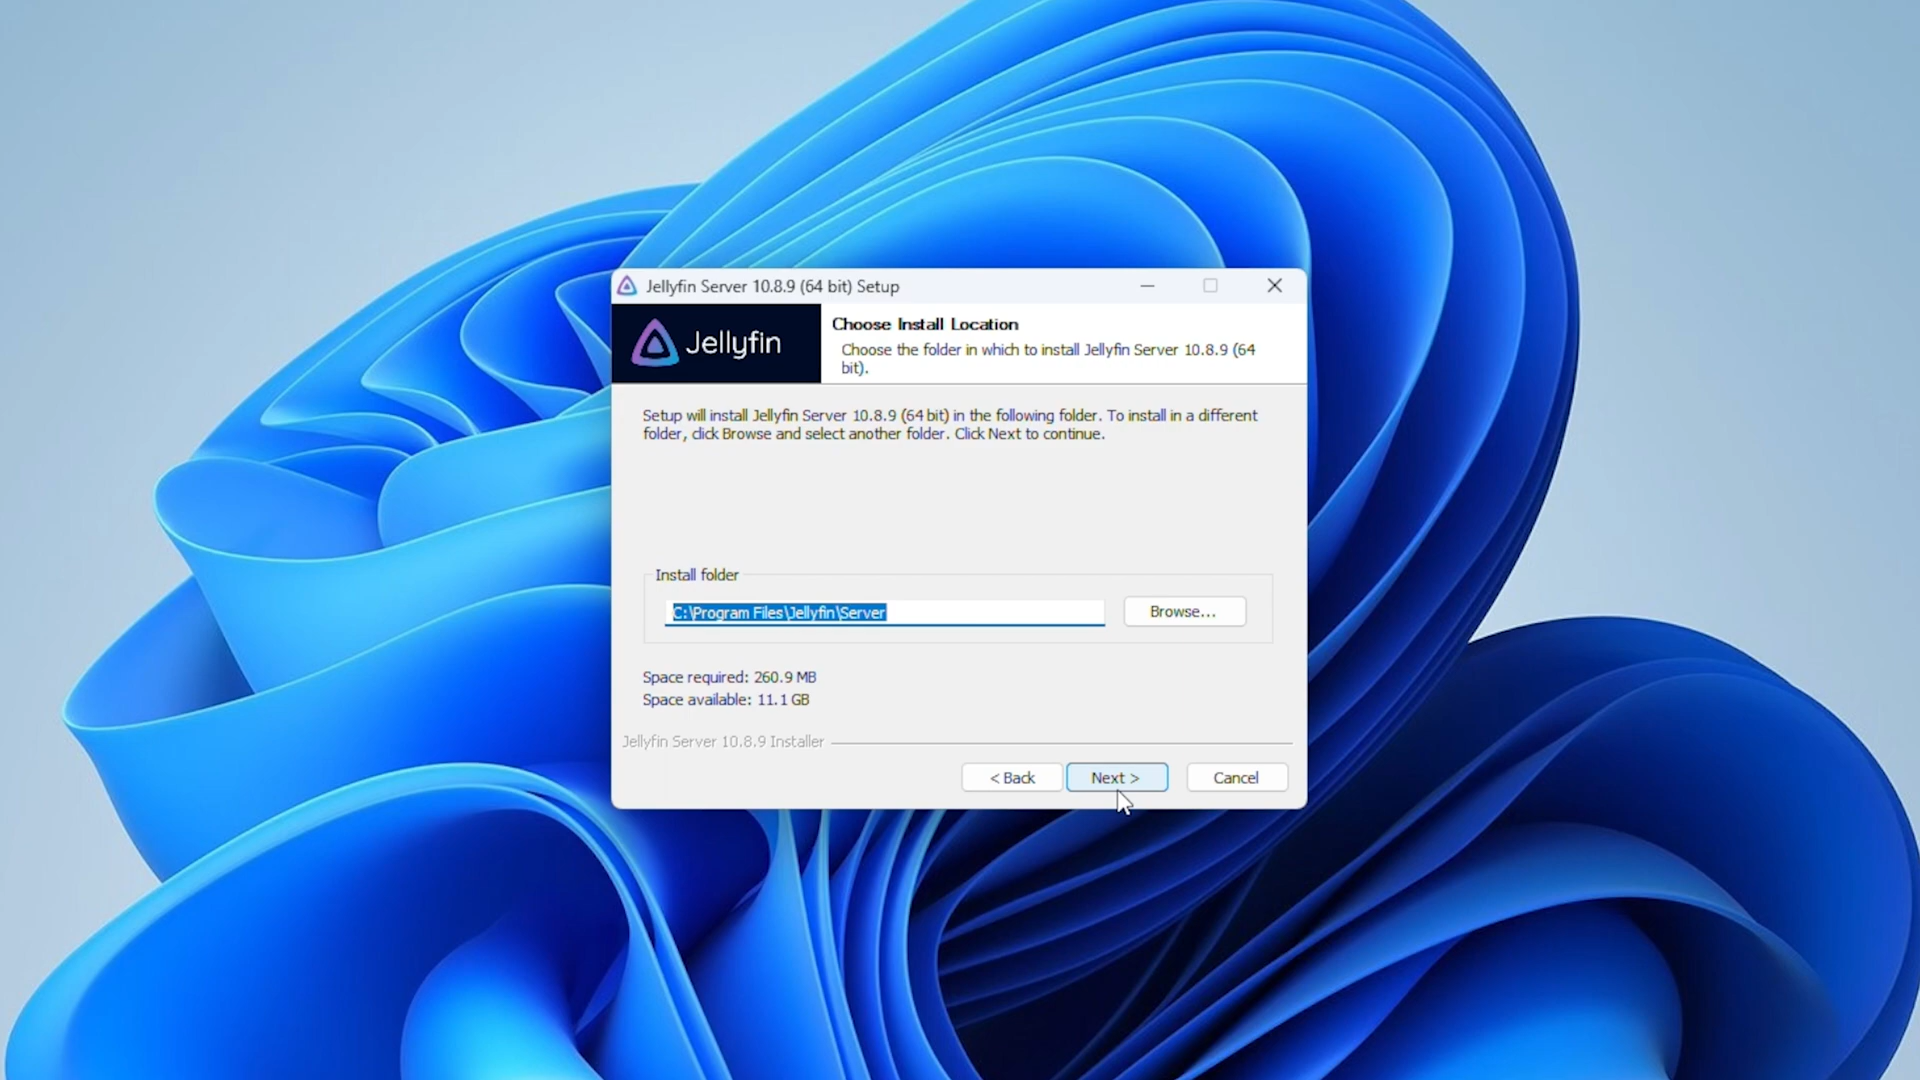 Jellyfin Server 10.8.9 (64 bit) Setup
Jellyfin
Choose Install Location
Choose the folder in which to install Jellyfin Server 10.8.9 (64
bit).
Setup will install Jellyfin Server 10.8.9 (64 bit) in the following folder. To install in a different
folder, click Browse and select another folder. Click Next to continue.
Install folder
C:\Program Files\Jellyfin\Server
Browse...
Space required: 260.9 MB
Space available: 11.1 GB
Jellyfin Server 10.8.9 Installer
< Back
Next >
Cancel